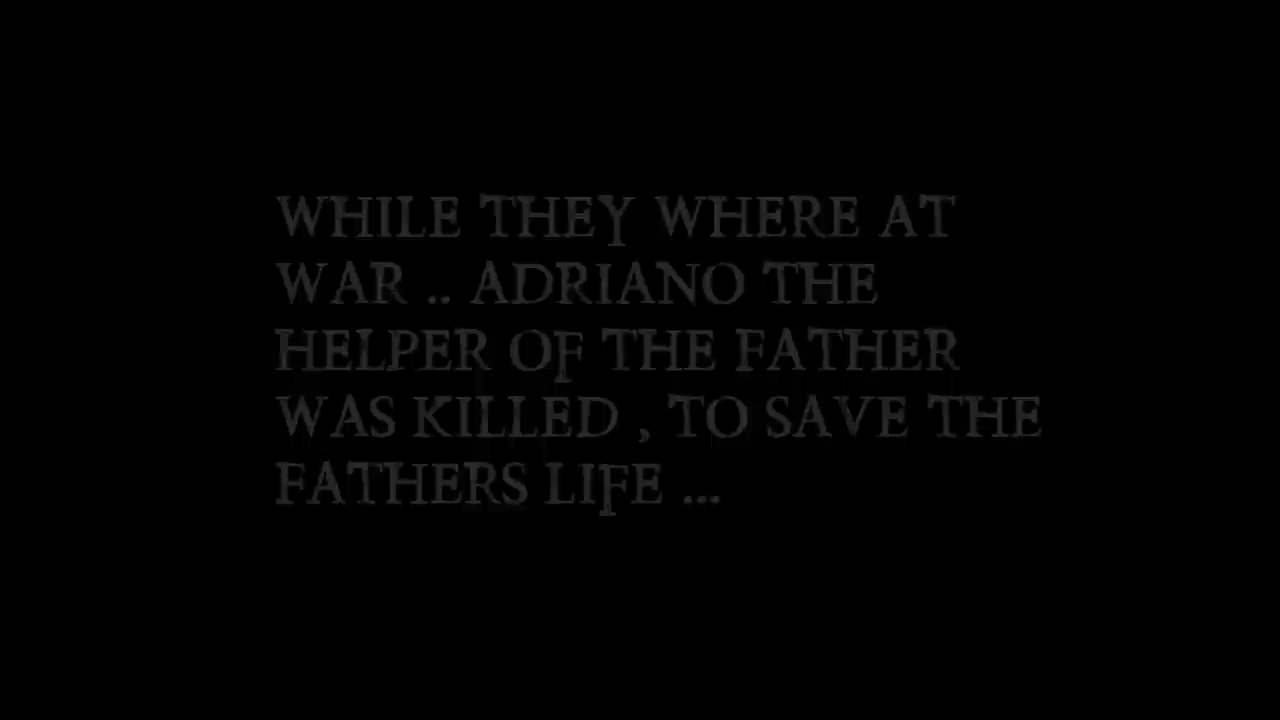 WHILE THEY WHERE AT
WAR .. ADRIANO THE
HELPER OF THE FATHER
WAS KILLED , TO SAVE THE
FATHERS LIFE ...